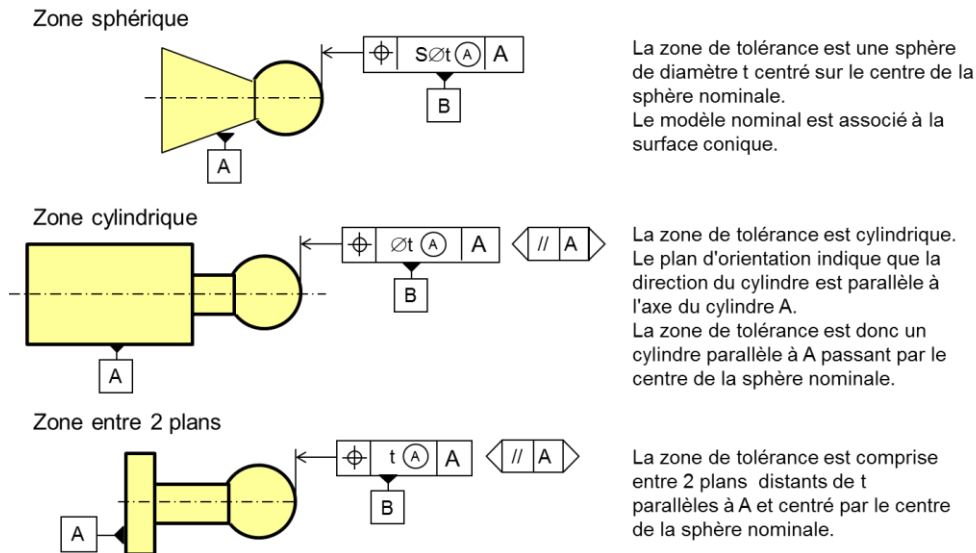 Zone sphérique
⌖ S∅t Ⓐ A
B
A
La zone de tolérance est une sphère
de diamètre t centré sur le centre de la
sphère nominale.
Le modèle nominal est associé à la
surface conique.
Zone cylindrique
⌖ ∅t Ⓐ A // A
B
A
La zone de tolérance est cylindrique.
Le plan d'orientation indique que la
direction du cylindre est parallèle à
l'axe du cylindre A.
La zone de tolérance est donc un
cylindre parallèle à A passant par le
centre de la sphère nominale.
Zone entre 2 plans
⌖ t Ⓐ A // A
B
A
La zone de tolérance est comprise
entre 2 plans distants de t
parallèles à A et centré par le centre
de la sphère nominale.